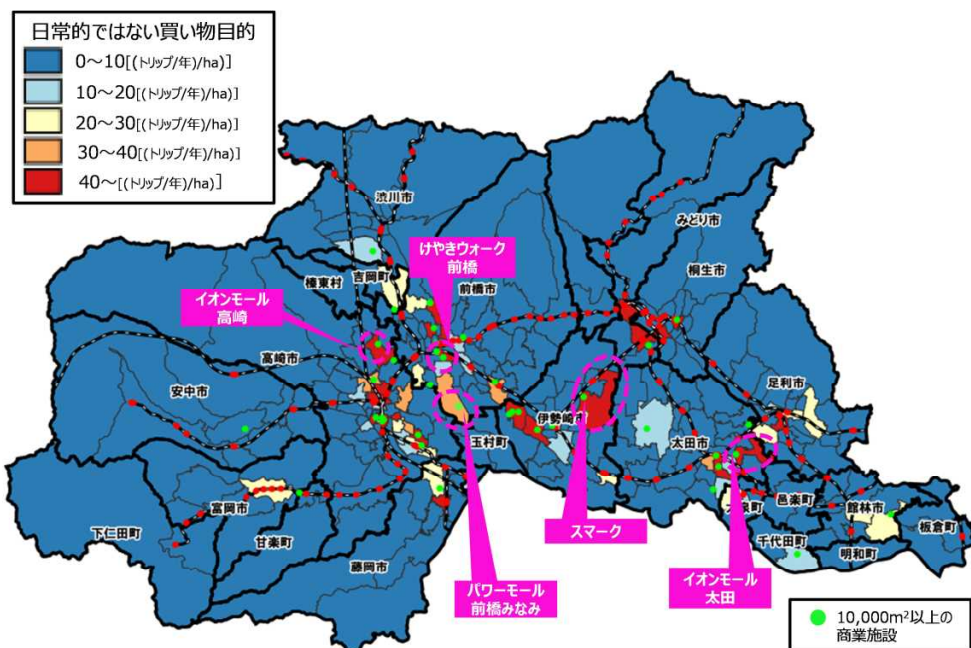 日常的ではない買い物目的
0～10[(トリップ/年)/ha)]
10～20[(トリップ/年)/ha)]
20～30[(トリップ/年)/ha)]
30～40[(トリップ/年)/ha)]
40～[(トリップ/年)/ha)]
渋川市
みどり市
けやきウォーク
前橋
桐生市
榛東村
吉岡町
前橋市
イオンモール
高崎
高崎市
安中市
足利市
伊勢崎市
太田市
玉村町
富岡市
スマーク
邑楽町
館林市
板倉町
下仁田町
甘楽町
千代田町
明和町
藤岡市
パワーモール
前橋みなみ
イオンモール
太田
10,000m²以上の
商業施設